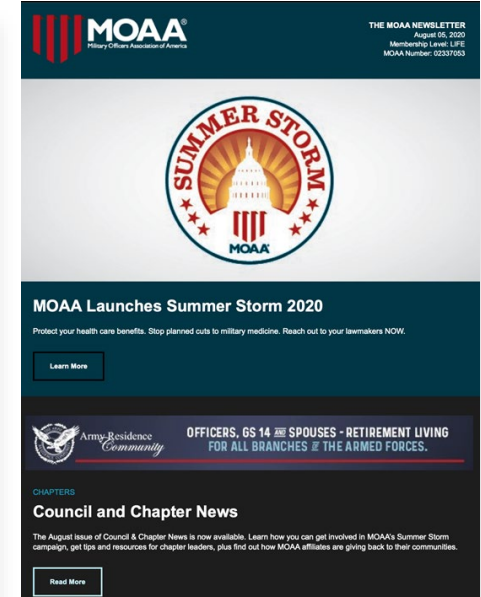 MOAA®
Military Officers Association of America
THE MOAA NEWSLETTER
August 05, 2020
Membership Level: LIFE
MOAA Number: 02337053
SUMMER STORM
MOAA®
MOAA Launches Summer Storm 2020
Protect your health care benefits. Stop planned cuts to military medicine. Reach out to your lawmakers NOW.
Learn More
Army Residence
Community
OFFICERS, GS 14 AND SPOUSES - RETIREMENT LIVING
FOR ALL BRANCHES OF THE ARMED FORCES.
CHAPTERS
Council and Chapter News
The August issue of Council & Chapter News is now available. Learn how you can get involved in MOAA's Summer Storm
campaign, get tips and resources for chapter leaders, plus find out how MOAA affiliates are giving back to their communities.
Read More